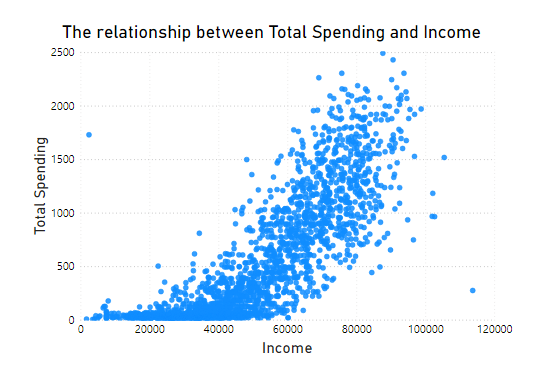 The relationship between Total Spending and Income
Total Spending
2500
2000
1500
1000
500
0
0 20000 40000 60000 80000 100000 120000
Income